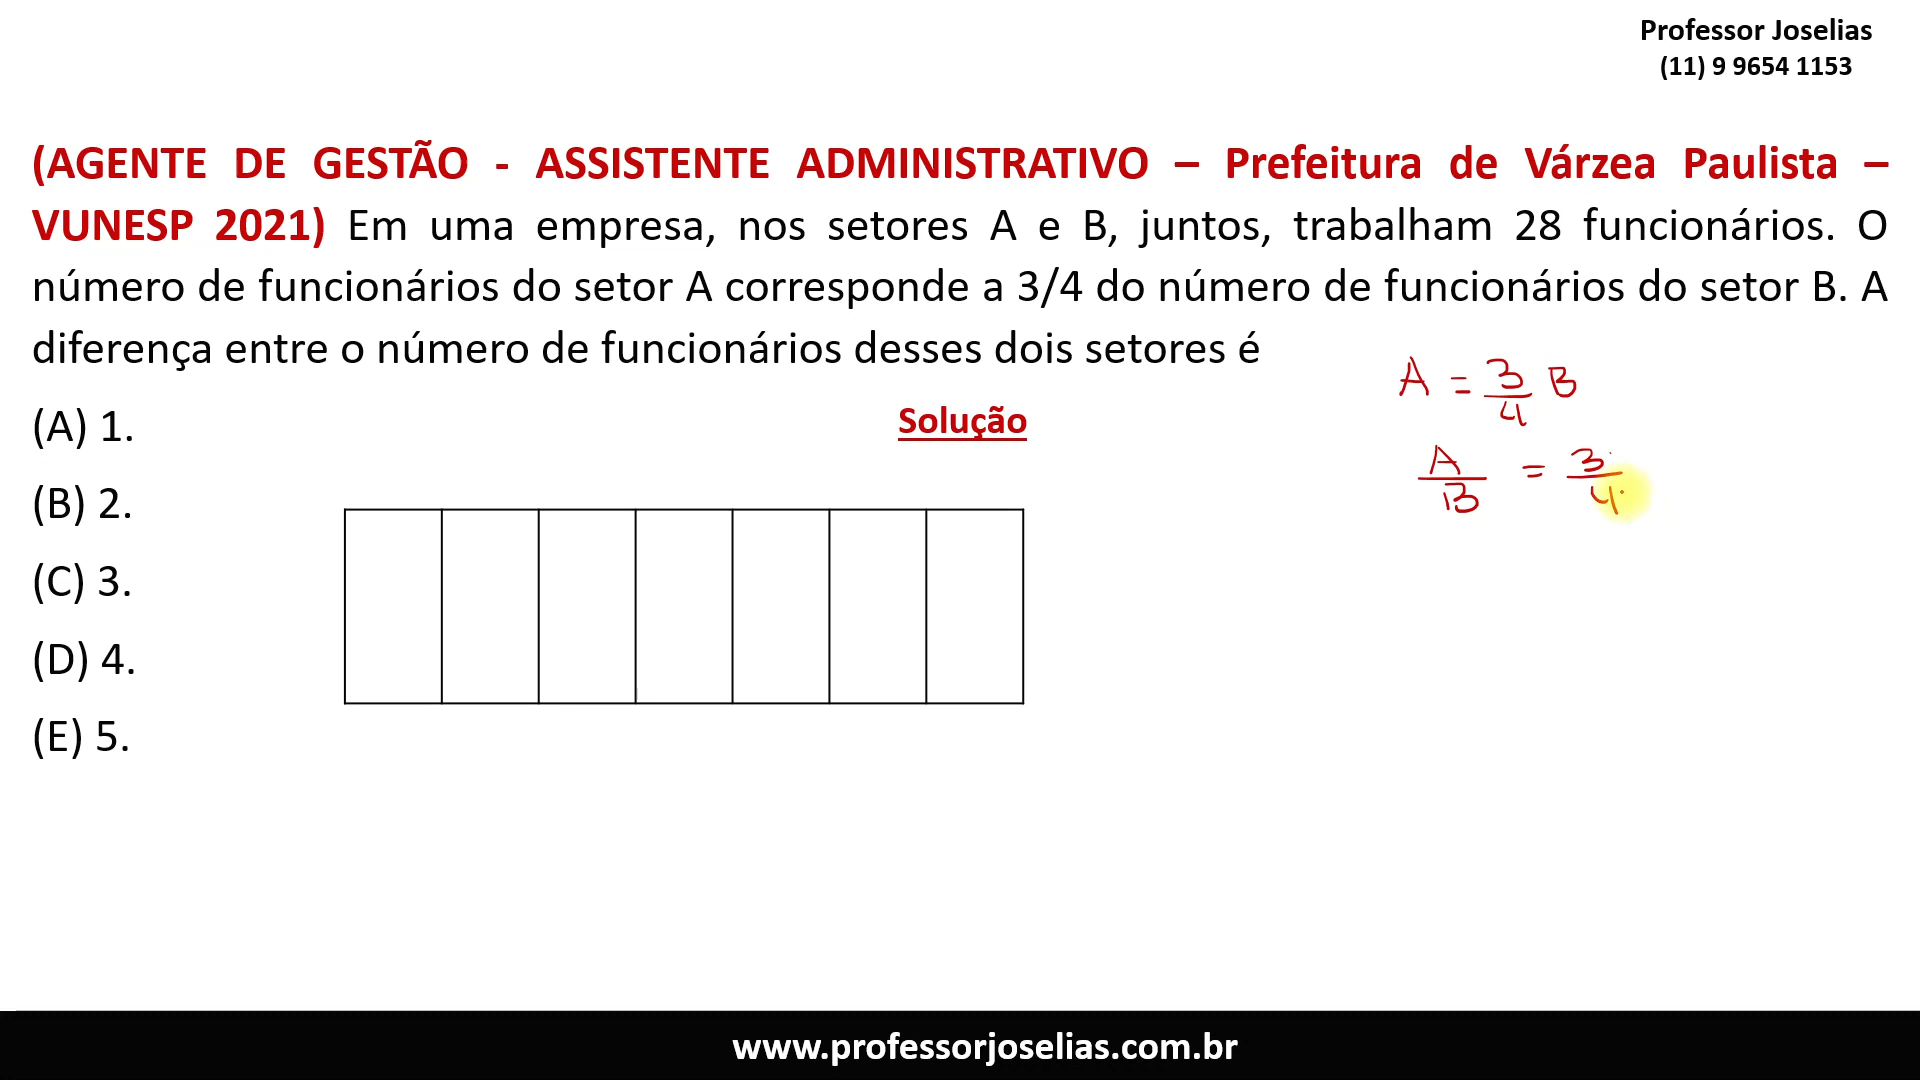 Professor Joselias
(11) 9 9654 1153
(AGENTE DE GESTÃO - ASSISTENTE ADMINISTRATIVO – Prefeitura de Várzea Paulista –
VUNESP 2021) Em uma empresa, nos setores A e B, juntos, trabalham 28 funcionários. O
número de funcionários do setor A corresponde a 3/4 do número de funcionários do setor B. A
diferença entre o número de funcionários desses dois setores é
A = 3/4 B
(A) 1.
Solução
A/B = 3/4
(B) 2.
(C) 3.
(D) 4.
(E) 5.
www.professorjoselias.com.br